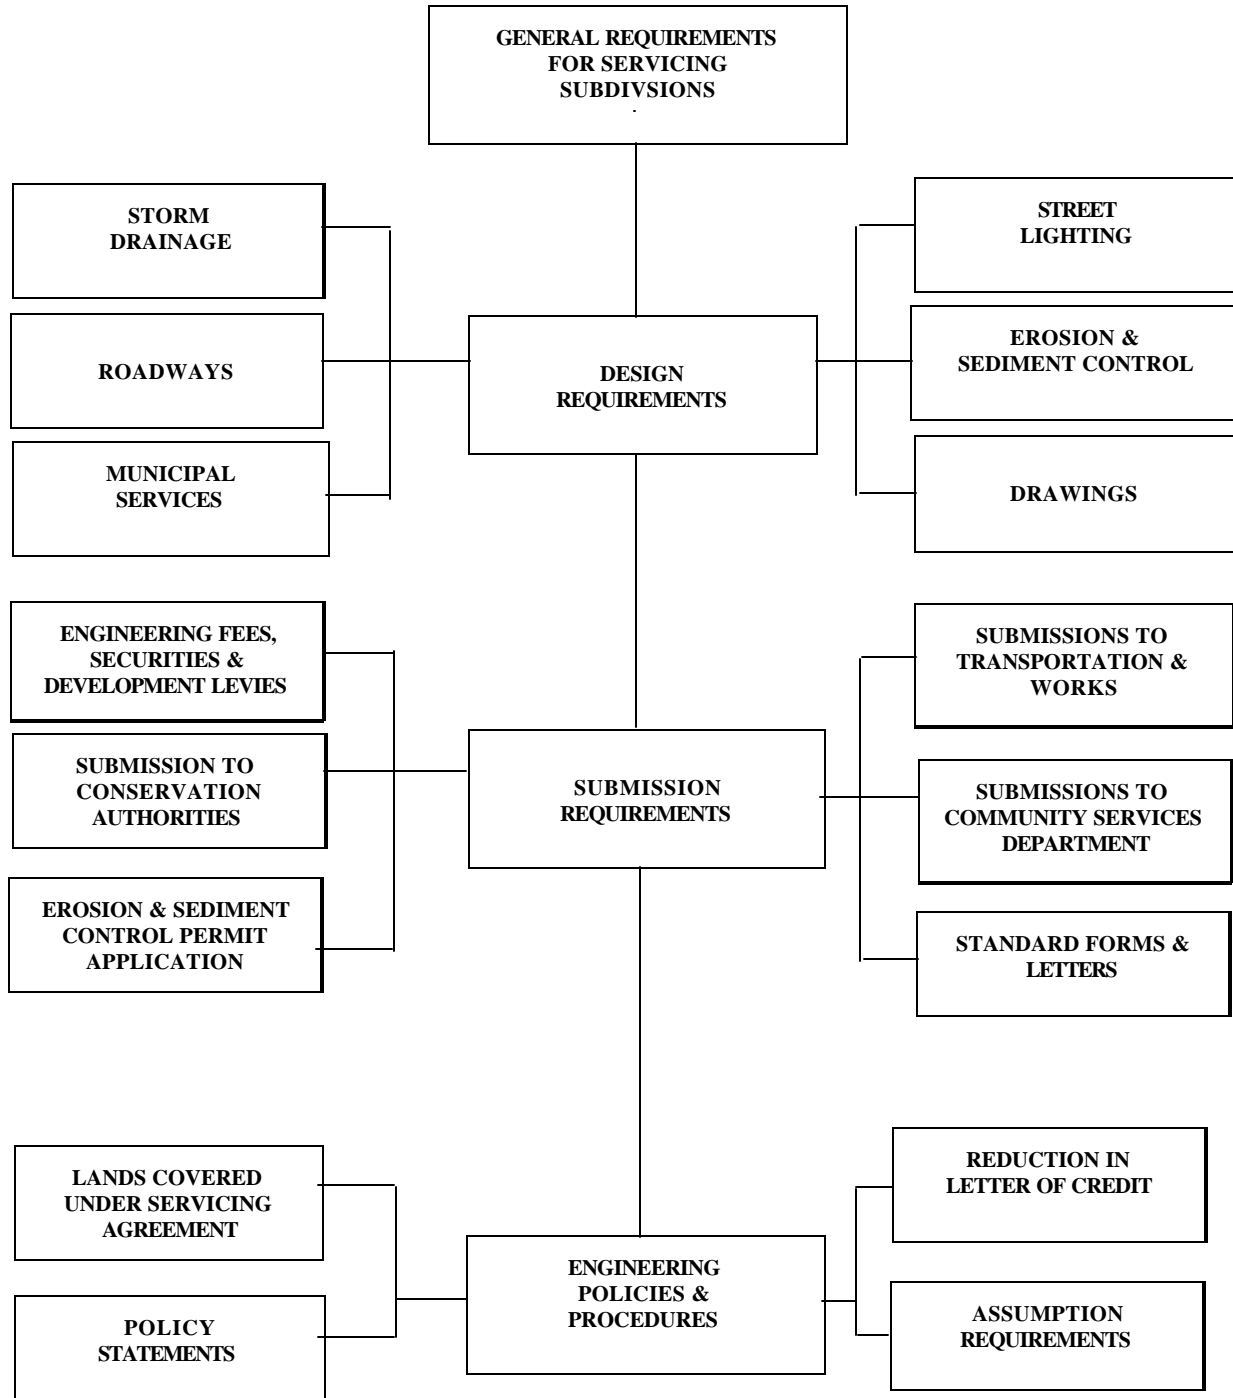 GENERAL REQUIREMENTS
FOR SERVICING
SUBDIVSIONS
.
STORM
DRAINAGE
STREET
LIGHTING
ROADWAYS
DESIGN
REQUIREMENTS
EROSION &
SEDIMENT CONTROL
MUNICIPAL
SERVICES
DRAWINGS
ENGINEERING FEES,
SECURITIES &
DEVELOPMENT LEVIES
SUBMISSIONS TO
TRANSPORTATION &
WORKS
SUBMISSION TO
CONSERVATION
AUTHORITIES
SUBMISSION
REQUIREMENTS
SUBMISSIONS TO
COMMUNITY SERVICES
DEPARTMENT
EROSION & SEDIMENT
CONTROL PERMIT
APPLICATION
STANDARD FORMS &
LETTERS
LANDS COVERED
UNDER SERVICING
AGREEMENT
REDUCTION IN
LETTER OF CREDIT
ENGINEERING
POLICIES &
PROCEDURES
POLICY
STATEMENTS
ASSUMPTION
REQUIREMENTS